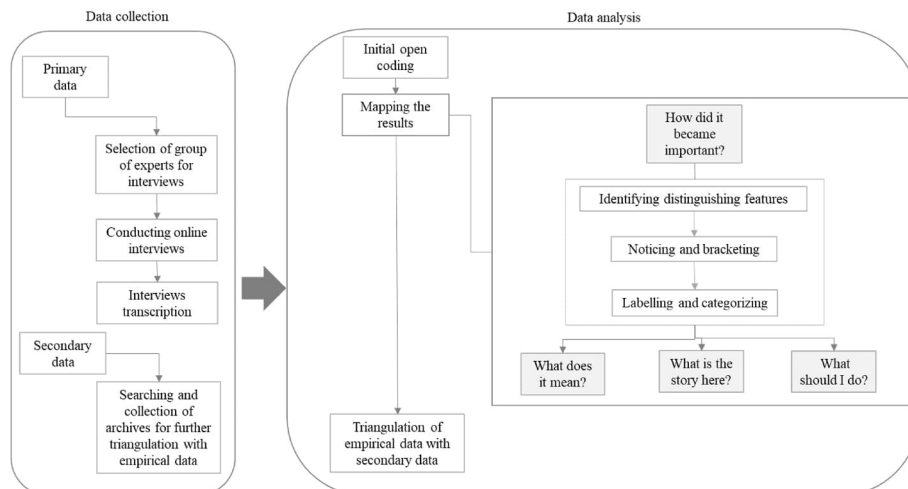 Data collection
Primary
data
Selection of group
of experts for
interviews
Conducting online
interviews
Interviews
transcription
Secondary
data
Searching and
collection of
archives for further
triangulation with
empirical data
Data analysis
Initial open
coding
Mapping the
results
Triangulation of
empirical data with
secondary data
How did it
became
important?
Identifying distinguishing features
Noticing and bracketing
Labelling and categorizing
What does
it mean?
What is the
story here?
What
should I do?